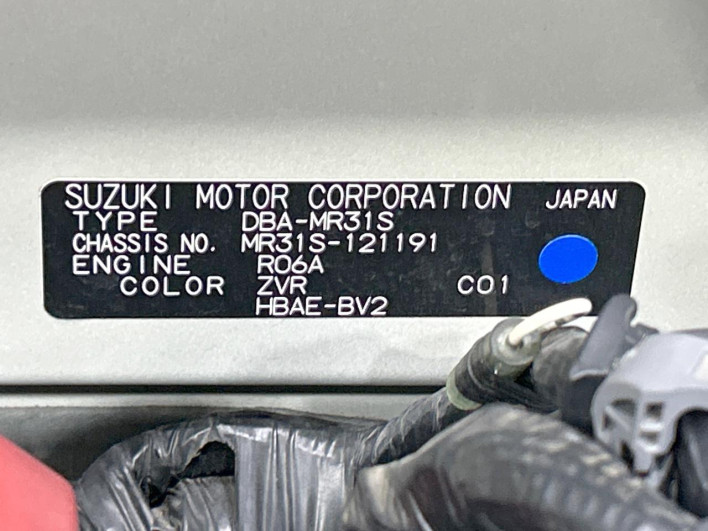 SUZUKI MOTOR CORPORATION JAPAN
TYPE DBA-MR31S
CHASSIS NO. MR31S-121191
ENGINE R06A
COLOR ZVR C01
HBAE-BV2